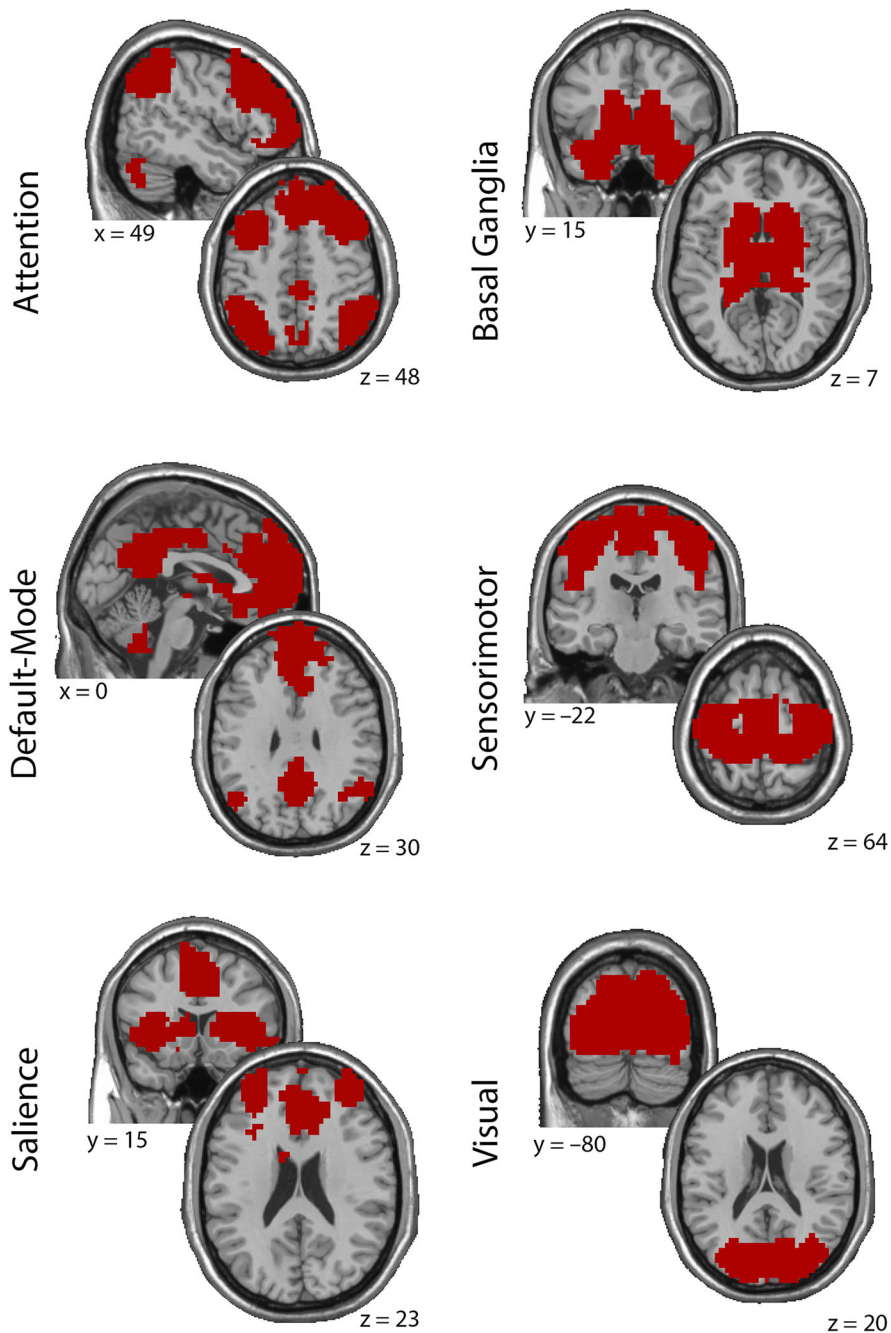 Attention
x = 49
z = 48
Basal Ganglia
y = 15
z = 7
Default-Mode
x = 0
z = 30
Sensorimotor
y = –22
z = 64
Salience
y = 15
z = 23
Visual
y = –80
z = 20